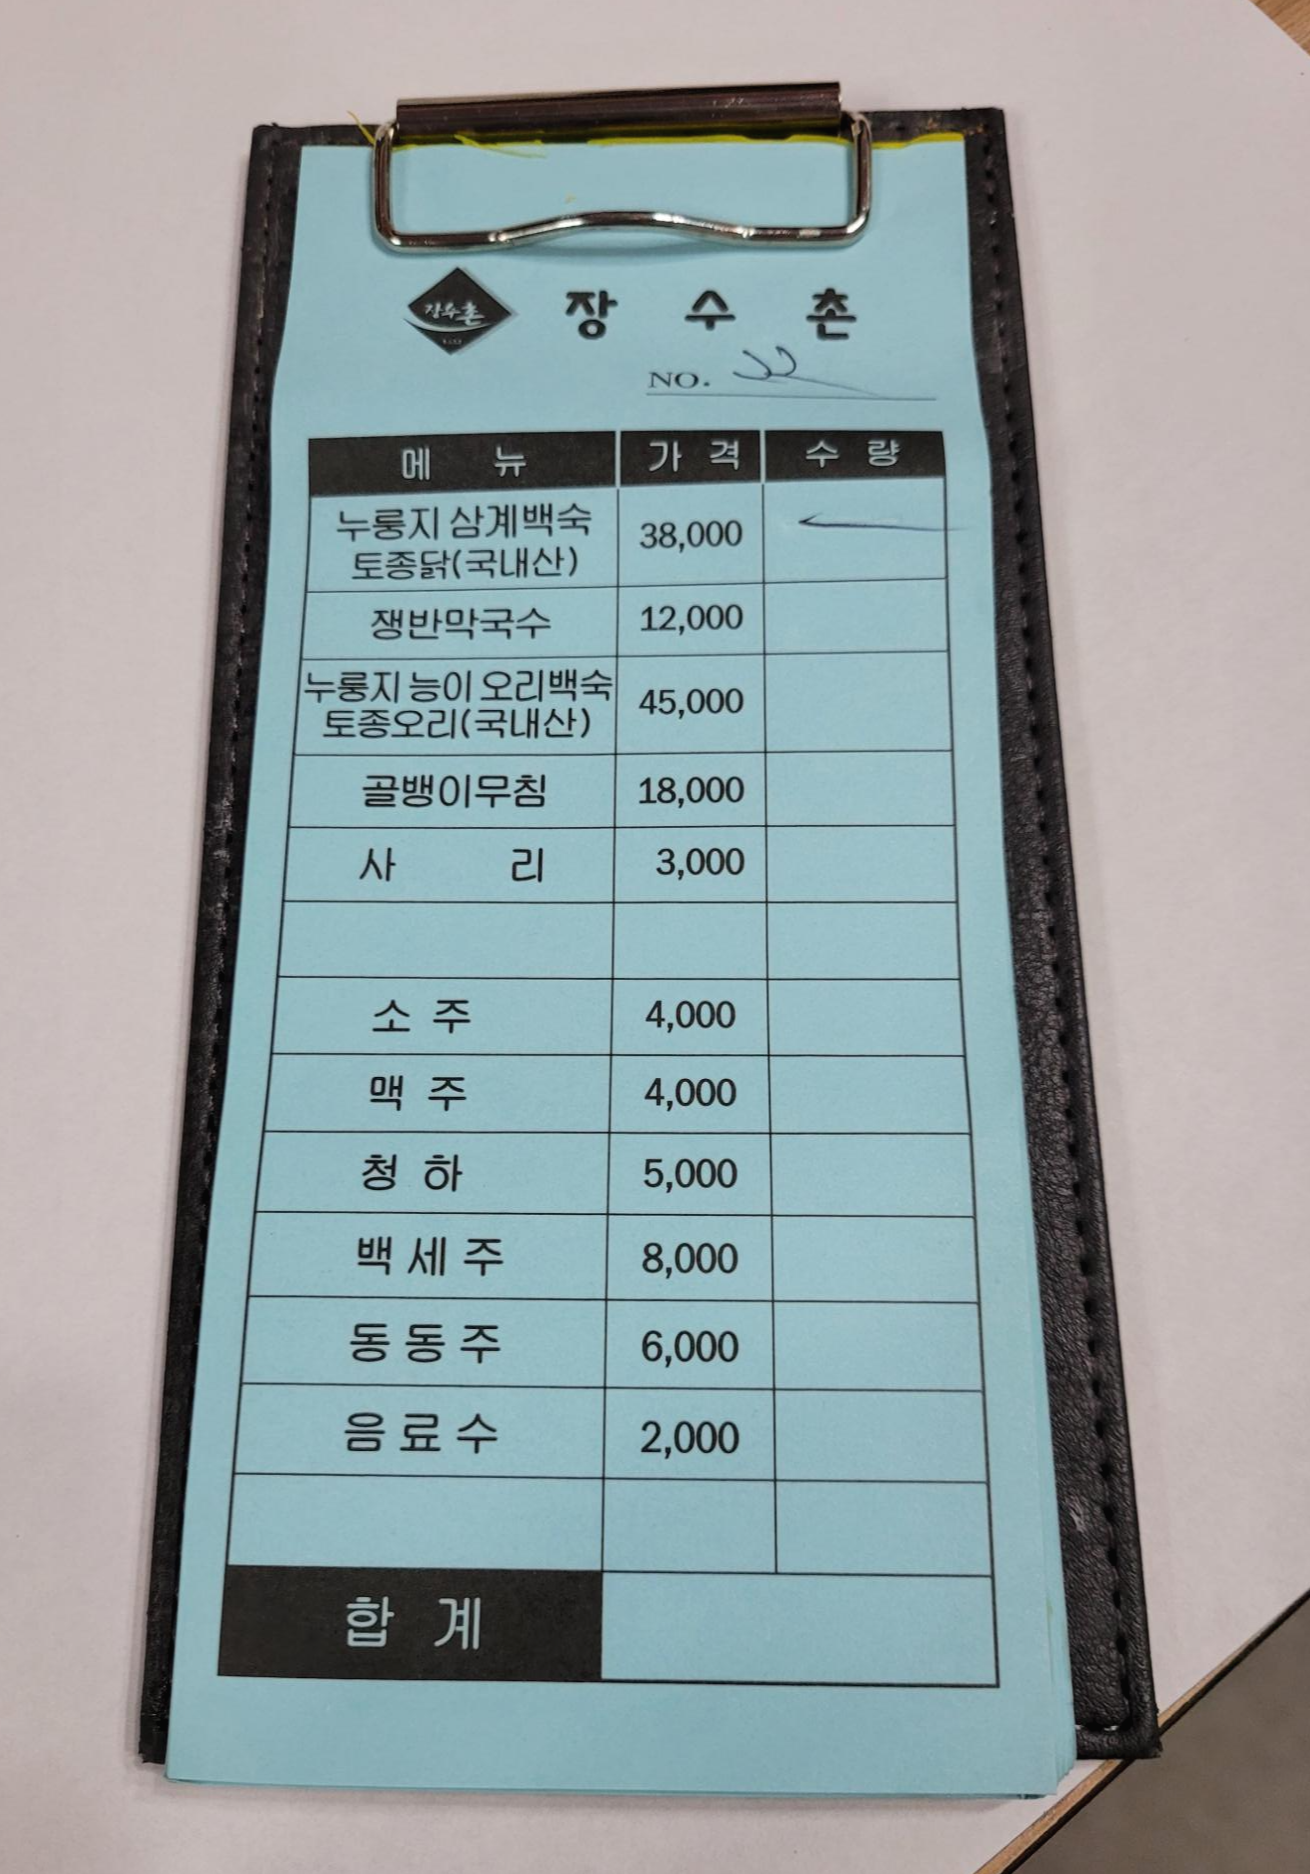 장수촌
장 수 촌
NO.
메 뉴 가 격 수 량
누룽지 삼계백숙
토종닭(국내산) 38,000
쟁반막국수 12,000
누룽지 능이 오리백숙
토종오리(국내산) 45,000
골뱅이무침 18,000
사 리 3,000
소 주 4,000
맥 주 4,000
청 하 5,000
백 세 주 8,000
동 동 주 6,000
음 료 수 2,000
합 계